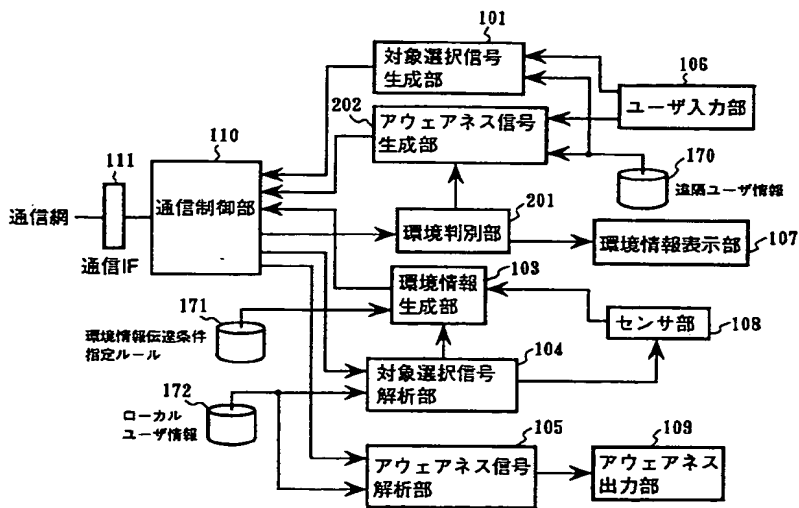 101
対象選択信号
生成部
106
ユーザ入力部
202
アウェアネス信号
生成部
110
111
通信制御部
通信網
通信IF
170
遠隔ユーザ情報
201
環境判別部
環境情報表示部
107
103
環境情報
生成部
171
環境情報伝達条件
指定ルール
センサ部
108
104
対象選択信号
解析部
172
ローカル
ユーザ情報
105
アウェアネス信号
解析部
109
アウェアネス
出力部